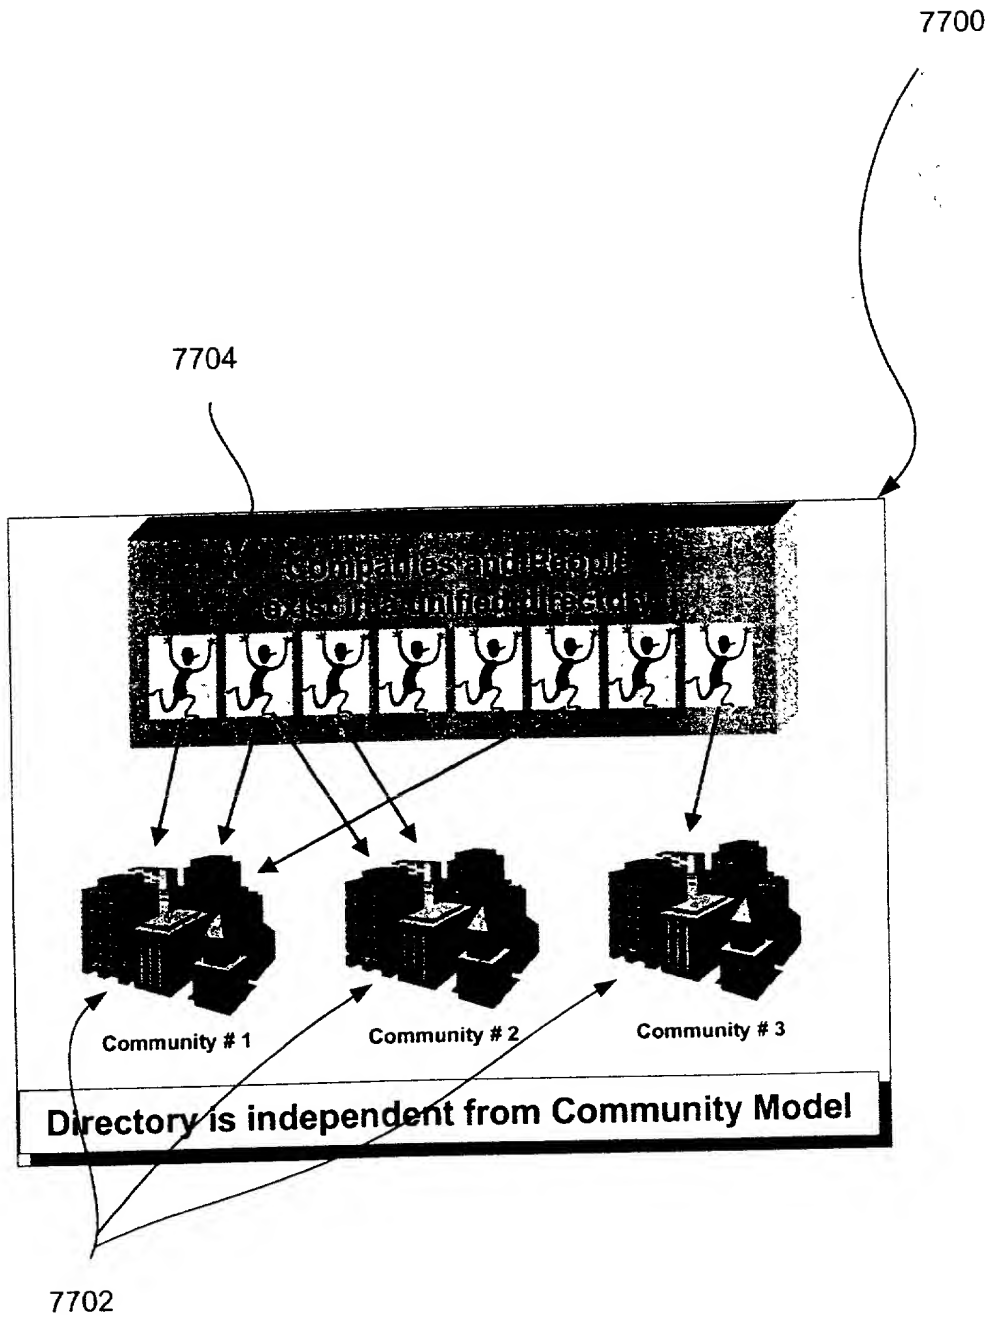 7700
7704
Companies and People
exist in a unified directory
Community # 1
Community # 2
Community # 3
Directory is independent from Community Model
7702